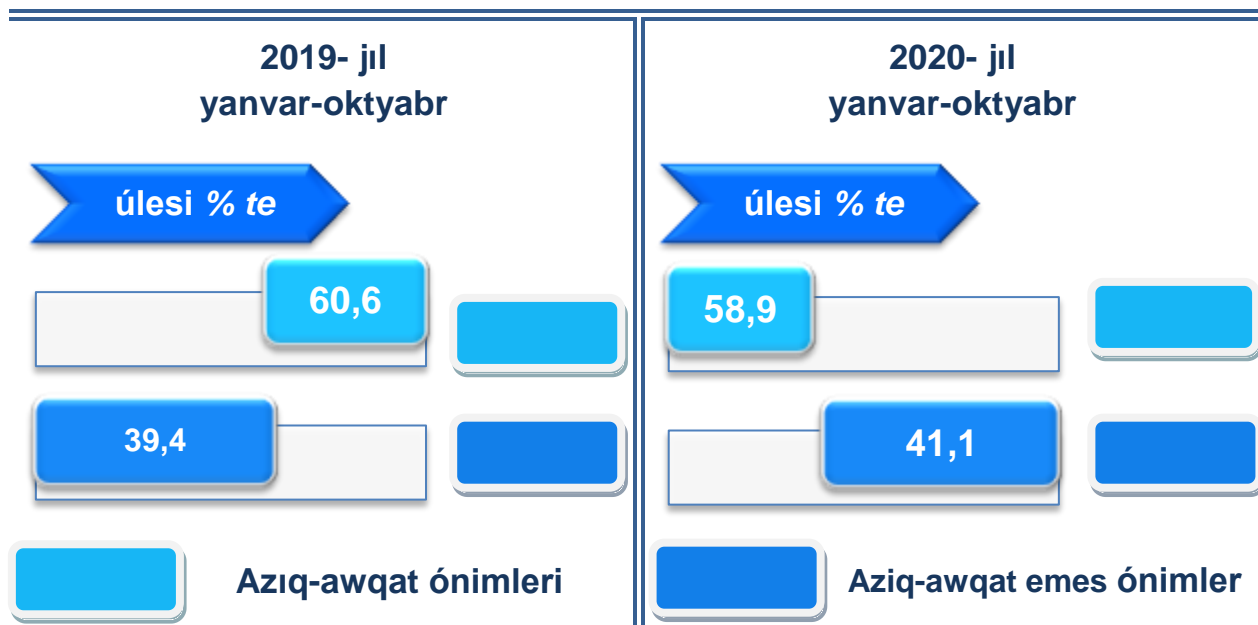 2019- jıl
yanvar-oktyabr
úlesi % te
60,6
39,4
2020- jıl
yanvar-oktyabr
úlesi % te
58,9
41,1
Azıq-awqat ónimleri
Aziq-awqat emes ónimler